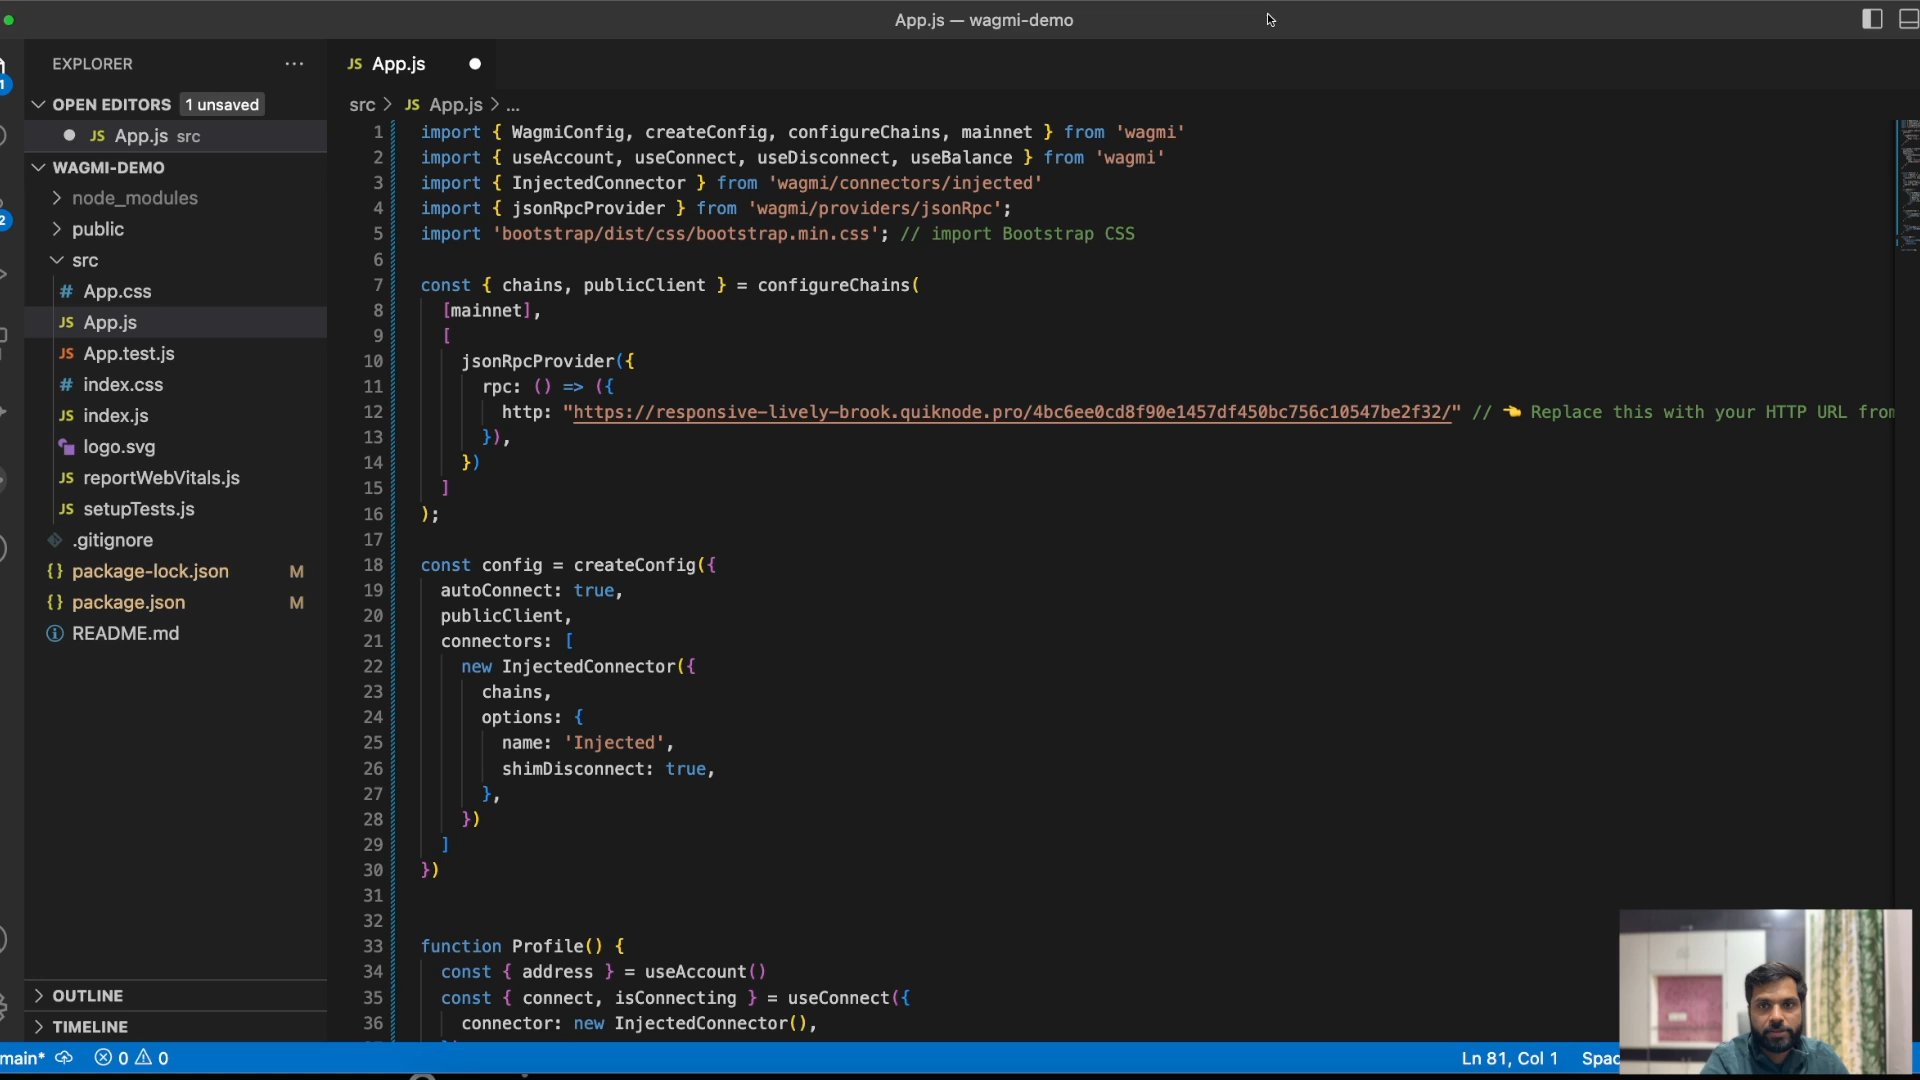 App.js — wagmi-demo
EXPLORER
OPEN EDITORS 1 unsaved
JS App.js src
WAGMI-DEMO
node_modules
public
src
# App.css
JS App.js
JS App.test.js
# index.css
JS index.js
logo.svg
JS reportWebVitals.js
JS setupTests.js
.gitignore
{} package-lock.json M
{} package.json M
README.md
OUTLINE
TIMELINE
1
2
JS App.js
src > JS App.js > ...
1 import { WagmiConfig, createConfig, configureChains, mainnet } from 'wagmi'
2 import { useAccount, useConnect, useDisconnect, useBalance } from 'wagmi'
3 import { InjectedConnector } from 'wagmi/connectors/injected'
4 import { jsonRpcProvider } from 'wagmi/providers/jsonRpc';
5 import 'bootstrap/dist/css/bootstrap.min.css'; // import Bootstrap CSS
6
7 const { chains, publicClient } = configureChains(
8 [mainnet],
9 [
10 jsonRpcProvider({
11 rpc: () => ({
12 http: "https://responsive-lively-brook.quiknode.pro/4bc6ee0cd8f90e1457df450bc756c10547be2f32/" // 👈 Replace this with your HTTP URL from
13 }),
14 })
15 ]
16 );
17
18 const config = createConfig({
19 autoConnect: true,
20 publicClient,
21 connectors: [
22 new InjectedConnector({
23 chains,
24 options: {
25 name: 'Injected',
26 shimDisconnect: true,
27 },
28 })
29 ]
30 })
31
32
33 function Profile() {
34 const { address } = useAccount()
35 const { connect, isConnecting } = useConnect({
36 connector: new InjectedConnector(),
main* 0 0 Ln 81, Col 1 Spac